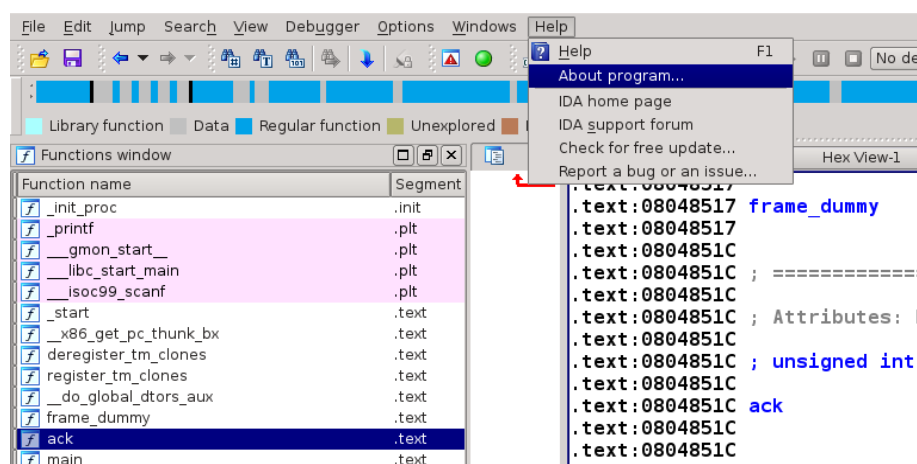 File Edit Jump Search View Debugger Options Windows Help
No de
Help F1
About program...
IDA home page
IDA support forum
Check for free update...
Report a bug or an issue...
Library function Data Regular function Unexplored
Functions window
Hex View-1
Function name Segment
_init_proc .init
_printf .plt
___gmon_start__ .plt
___libc_start_main .plt
___isoc99_scanf .plt
_start .text
__x86_get_pc_thunk_bx .text
deregister_tm_clones .text
register_tm_clones .text
__do_global_dtors_aux .text
frame_dummy .text
ack .text
main .text
.text:08048517
.text:08048517 frame_dummy
.text:08048517
.text:0804851C
.text:0804851C ; =============
.text:0804851C
.text:0804851C ; Attributes:
.text:0804851C
.text:0804851C ; unsigned int
.text:0804851C
.text:0804851C ack
.text:0804851C
.text:0804851C